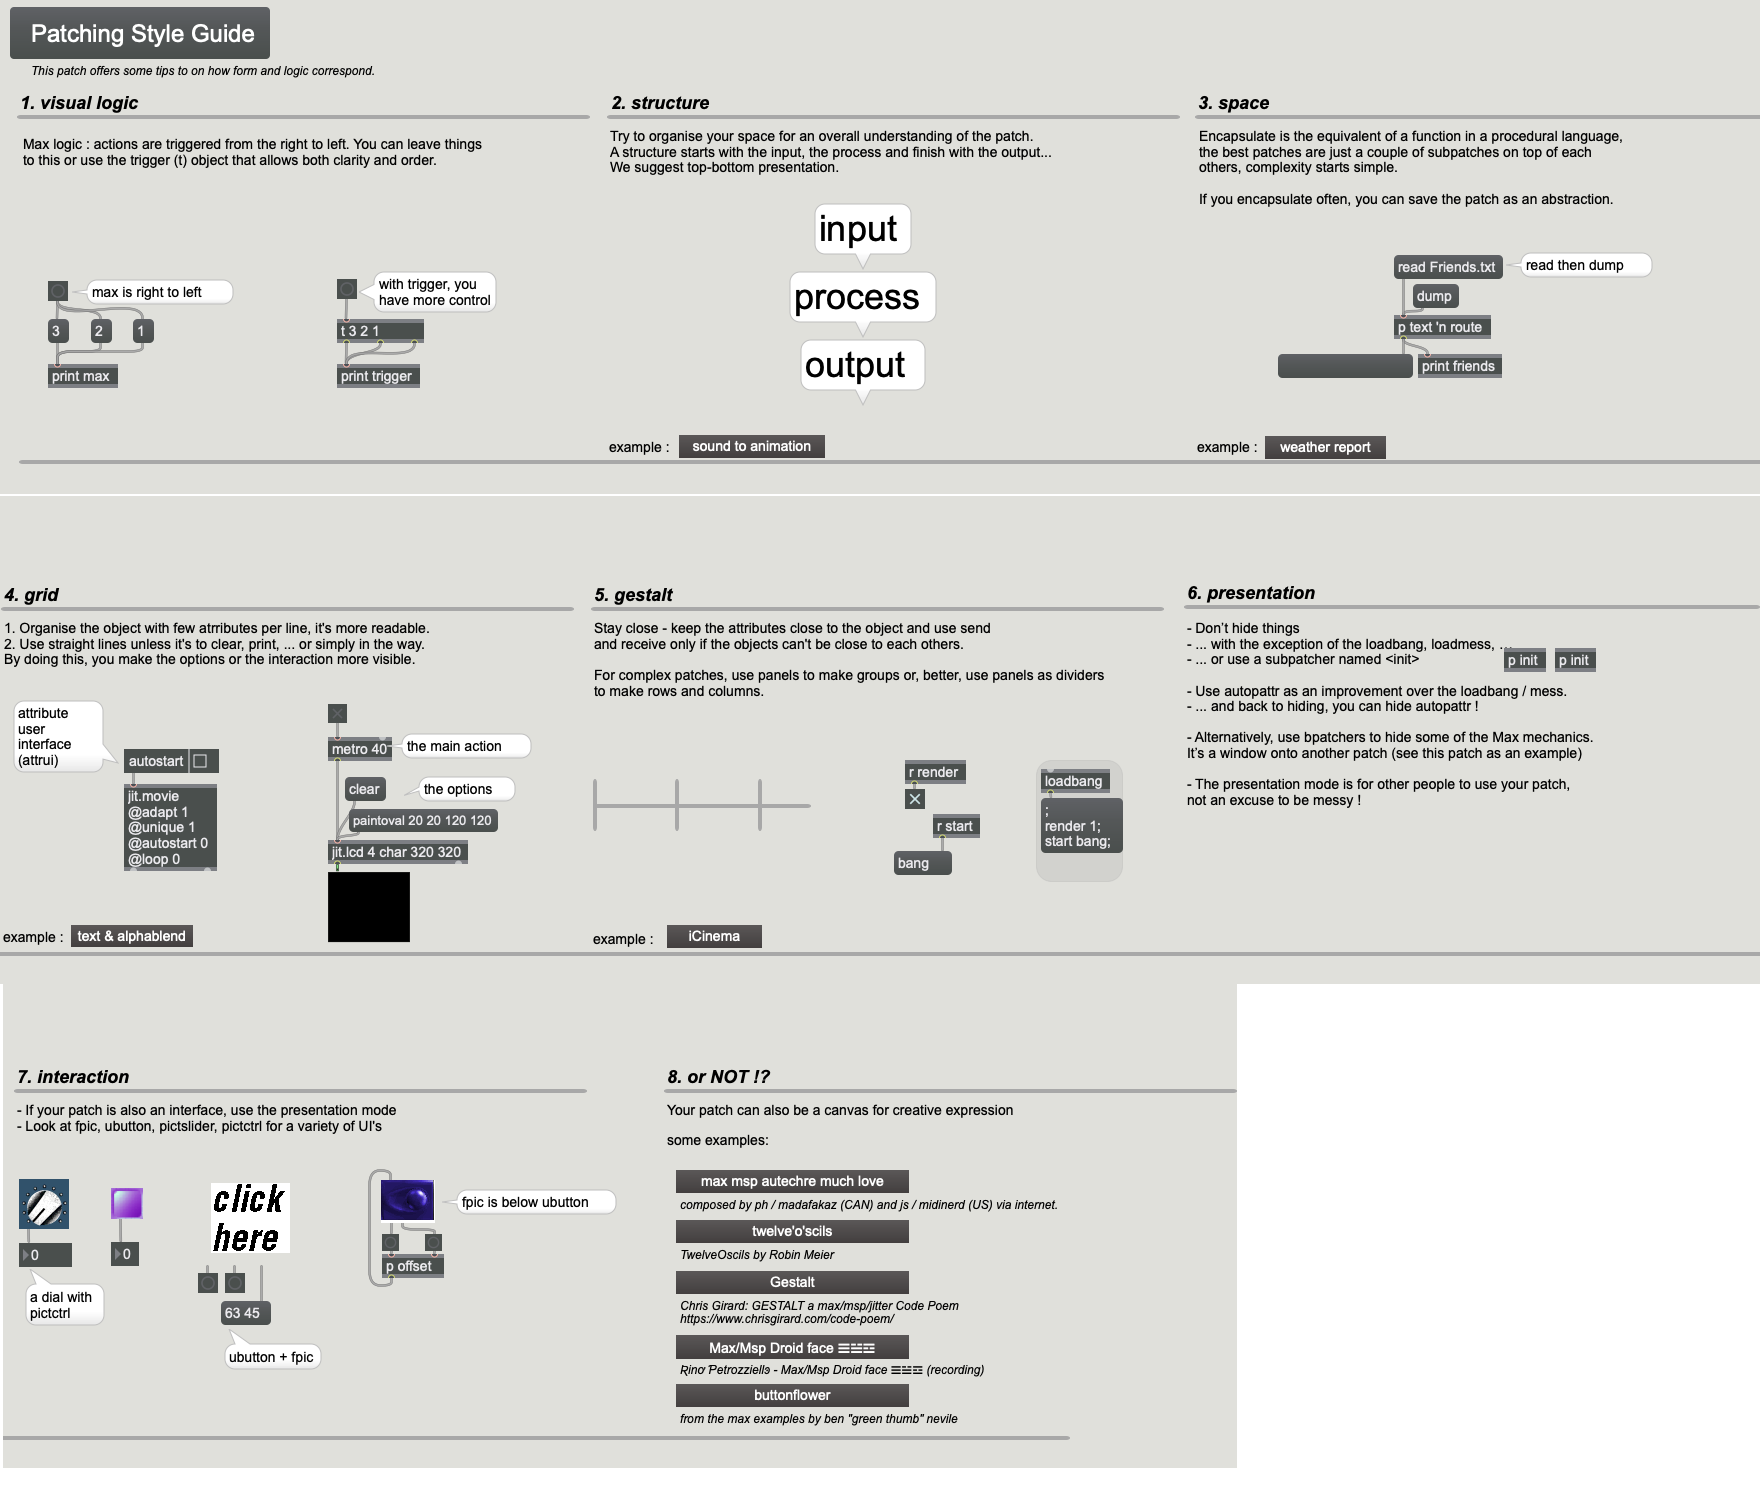 Patching Style Guide
This patch offers some tips to on how form and logic correspond.
1. visual logic
Max logic : actions are triggered from the right to left. You can leave things
to this or use the trigger (t) object that allows both clarity and order.
max is right to left
3 2 1
print max
with trigger, you
have more control
t 3 2 1
print trigger
2. structure
Try to organise your space for an overall understanding of the patch.
A structure starts with the input, the process and finish with the output...
We suggest top-bottom presentation.
input
process
output
example : sound to animation
3. space
Encapsulate is the equivalent of a function in a procedural language,
the best patches are just a couple of subpatches on top of each
others, complexity starts simple.
If you encapsulate often, you can save the patch as an abstraction.
read Friends.txt
read then dump
dump
p text 'n route
print friends
example : weather report
4. grid
1. Organise the object with few atrributes per line, it's more readable.
2. Use straight lines unless it's to clear, print, ... or simply in the way.
By doing this, you make the options or the interaction more visible.
attribute
user
interface
(attrui)
autostart
jit.movie
@adapt 1
@unique 1
@autostart 0
@loop 0
metro 40
the main action
clear
the options
paintoval 20 20 120 120
jit.lcd 4 char 320 320
example : text & alphablend
5. gestalt
Stay close - keep the attributes close to the object and use send
and receive only if the objects can't be close to each others.
For complex patches, use panels to make groups or, better, use panels as dividers
to make rows and columns.
r render
r start
bang
loadbang
;
render 1;
start bang;
example : iCinema
6. presentation
- Don’t hide things
- ... with the exception of the loadbang, loadmess, ...
- ... or use a subpatcher named <init>
p init p init
- Use autopattr as an improvement over the loadbang / mess.
- ... and back to hiding, you can hide autopattr !
- Alternatively, use bpatchers to hide some of the Max mechanics.
It’s a window onto another patch (see this patch as an example)
- The presentation mode is for other people to use your patch,
not an excuse to be messy !
7. interaction
- If your patch is also an interface, use the presentation mode
- Look at fpic, ubutton, pictslider, pictctrl for a variety of UI's
0
a dial with
pictctrl
0
click
here
63 45
ubutton + fpic
fpic is below ubutton
p offset
8. or NOT !?
Your patch can also be a canvas for creative expression
some examples:
max msp autechre much love
composed by ph / madafakaz (CAN) and js / midinerd (US) via internet.
twelve'o'scils
TwelveOscils by Robin Meier
Gestalt
Chris Girard: GESTALT a max/msp/jitter Code Poem
https://www.chrisgirard.com/code-poem/
Max/Msp Droid face
- Max/Msp Droid face (recording)
buttonflower
from the max examples by ben "green thumb" nevile